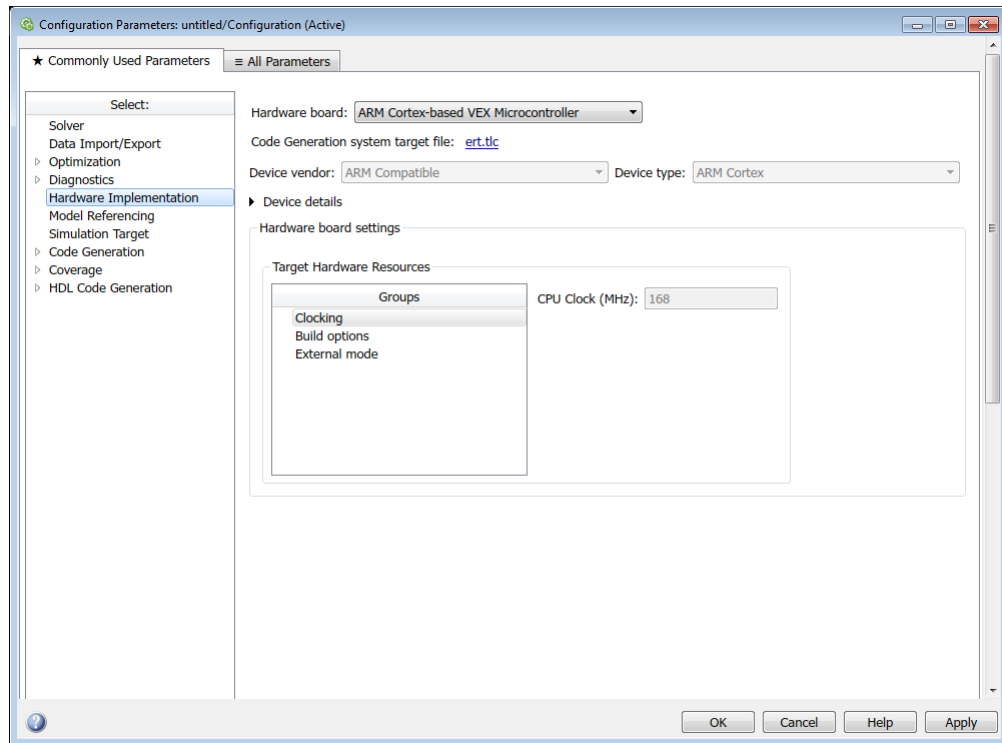 Configuration Parameters: untitled/Configuration (Active)
★ Commonly Used Parameters
≡ All Parameters
Select:
Solver
Data Import/Export
Optimization
Diagnostics
Hardware Implementation
Model Referencing
Simulation Target
Code Generation
Coverage
HDL Code Generation
Hardware board: ARM Cortex-based VEX Microcontroller
Code Generation system target file: ert.tlc
Device vendor: ARM Compatible Device type: ARM Cortex
Device details
Hardware board settings
Target Hardware Resources
Groups
Clocking
Build options
External mode
CPU Clock (MHz): 168
OK Cancel Help Apply